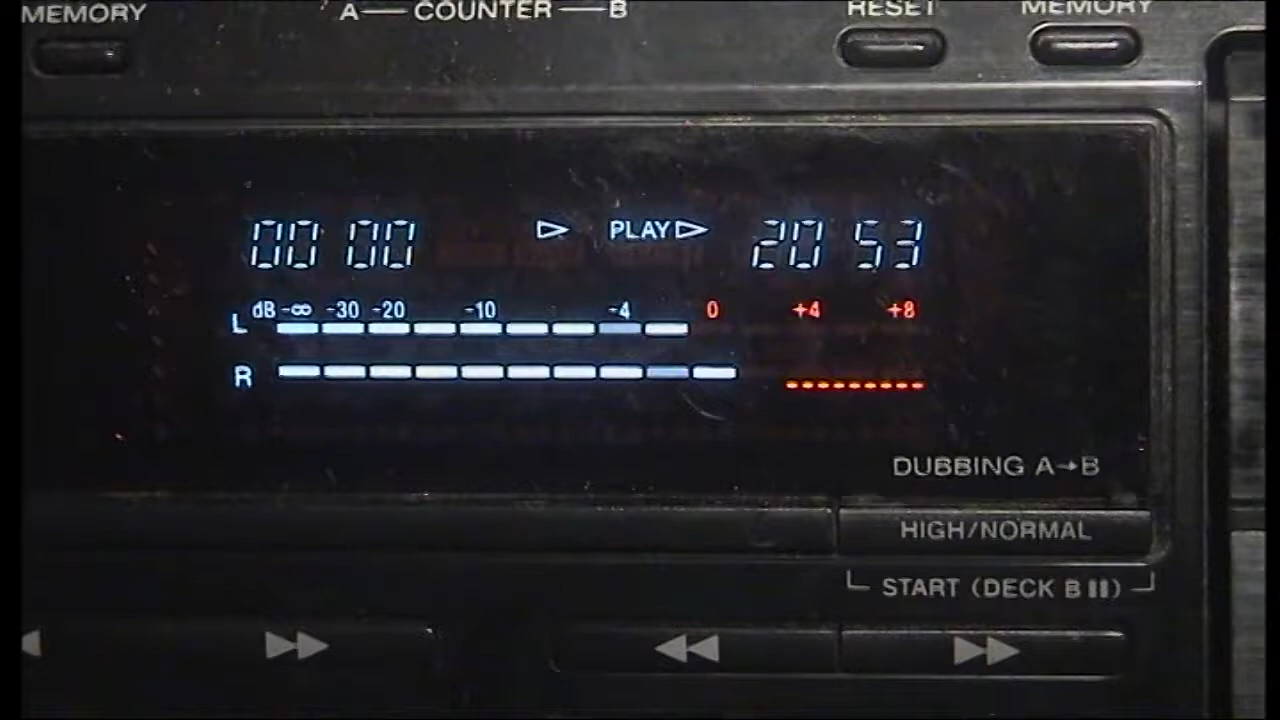 MEMORY A — COUNTER — B RESET MEMORY
00 00 ▷ PLAY ▷ 20 53
dB -∞ -30 -20 -10 -4 0 +4 +8
L
R
DUBBING A→B
HIGH/NORMAL
START (DECK B ❚❚)